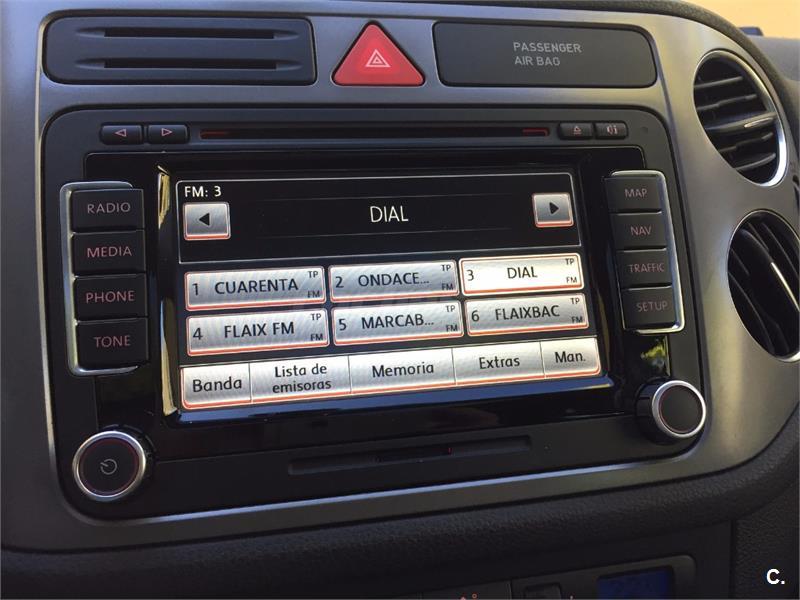 PASSENGER
AIR BAG
RADIO
MEDIA
PHONE
TONE
FM: 3
DIAL
1 CUARENTA TP FM
2 ONDACE... TP FM
3 DIAL TP FM
4 FLAIX FM TP FM
5 MARCAB... TP FM
6 FLAIXBAC TP FM
Banda
Lista de
emisoras
Memoria
Extras
Man.
MAP
NAV
TRAFFIC
SETUP
C.